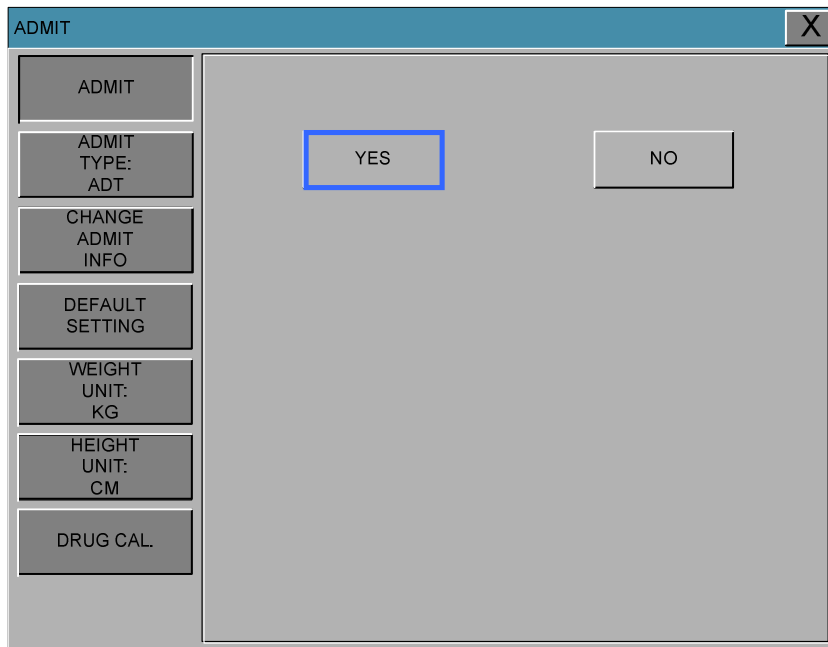 ADMIT
X
ADMIT
ADMIT
TYPE:
ADT
CHANGE
ADMIT
INFO
DEFAULT
SETTING
WEIGHT
UNIT:
KG
HEIGHT
UNIT:
CM
DRUG CAL.
YES
NO